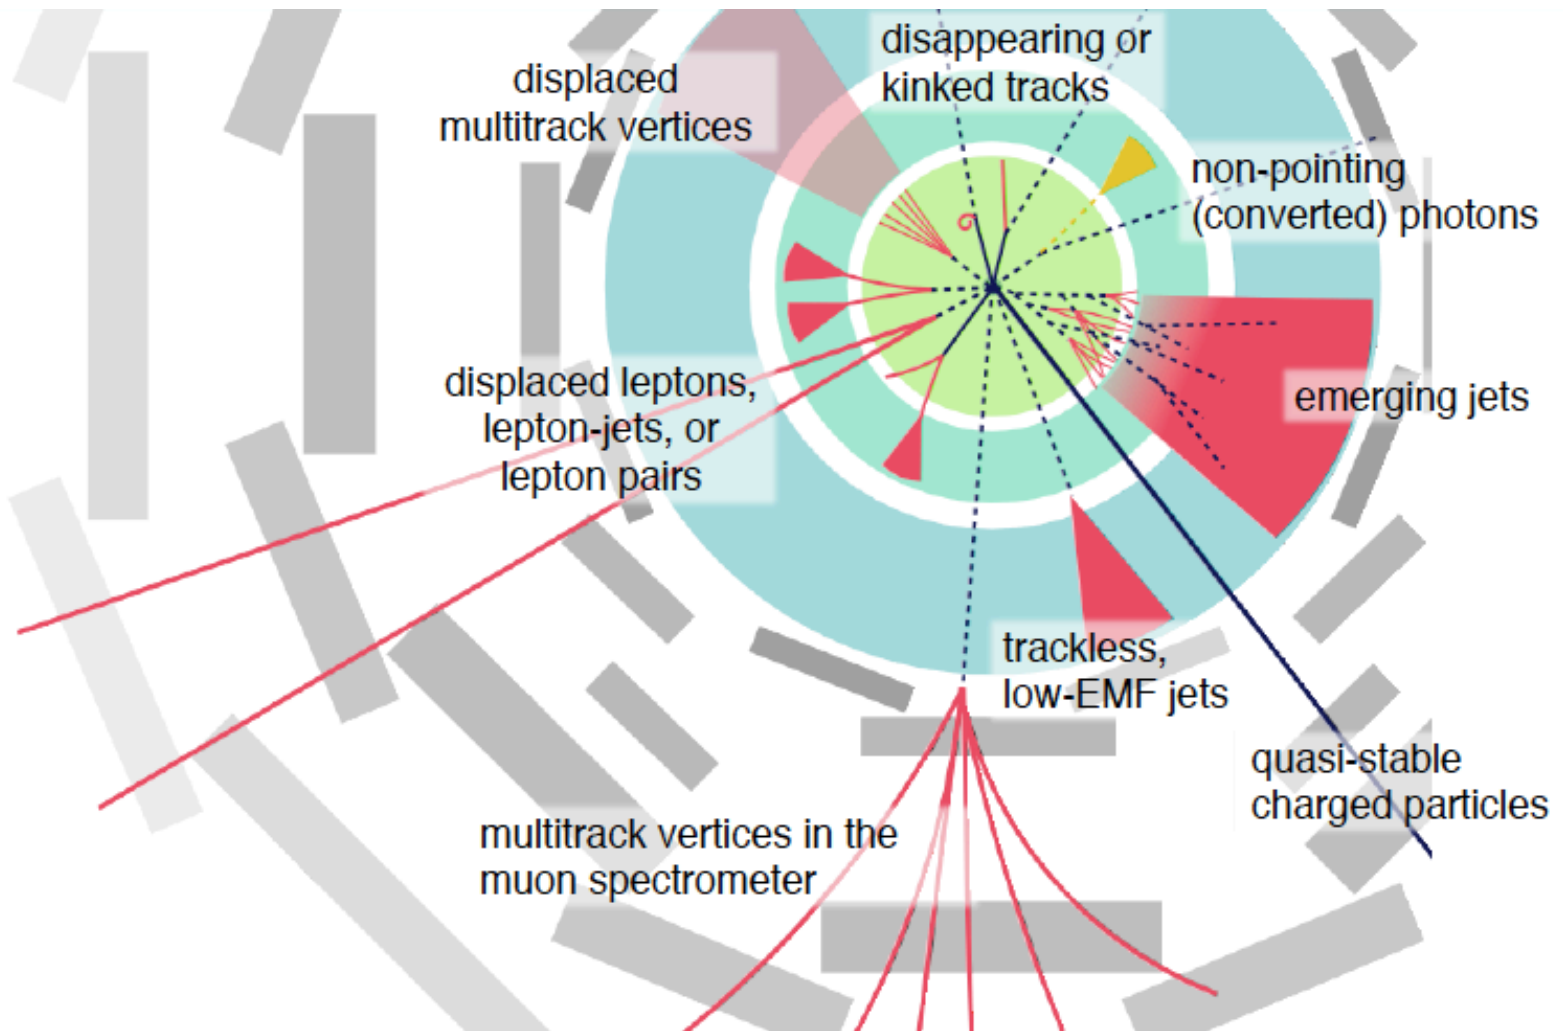 disappearing or
kinked tracks
displaced
multitrack vertices
non-pointing
(converted) photons
displaced leptons,
lepton-jets, or
lepton pairs
emerging jets
trackless,
low-EMF jets
quasi-stable
charged particles
multitrack vertices in the
muon spectrometer